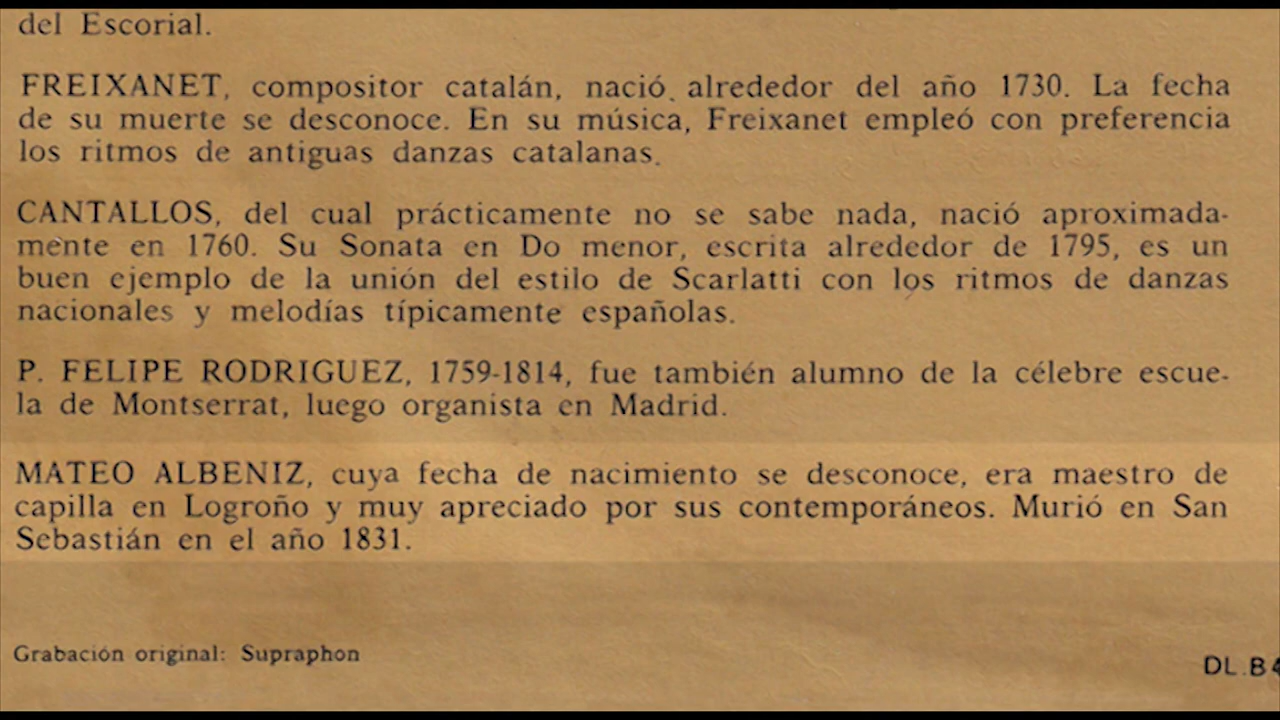 del Escorial.
FREIXANET, compositor catalán, nació alrededor del año 1730. La fecha
de su muerte se desconoce. En su música, Freixanet empleó con preferencia
los ritmos de antiguas danzas catalanas.
CANTALLOS, del cual prácticamente no se sabe nada, nació aproximada-
mente en 1760. Su Sonata en Do menor, escrita alrededor de 1795, es un
buen ejemplo de la unión del estilo de Scarlatti con los ritmos de danzas
nacionales y melodías típicamente españolas.
P. FELIPE RODRIGUEZ, 1759-1814, fue también alumno de la célebre escue-
la de Montserrat, luego organista en Madrid.
MATEO ALBENIZ, cuya fecha de nacimiento se desconoce, era maestro de
capilla en Logroño y muy apreciado por sus contemporáneos. Murió en San
Sebastián en el año 1831.
Grabación original: Supraphon
DL.B